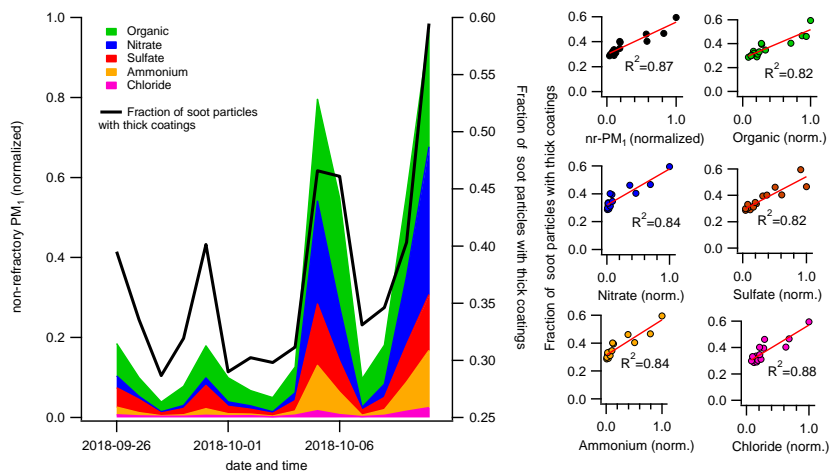 1.0
0.8
0.6
0.4
0.2
0.0
non-refractory PM1 (normalized)
Organic
Nitrate
Sulfate
Ammonium
Chloride
Fraction of soot particles
with thick coatings
0.60
0.55
0.50
0.45
0.40
0.35
0.30
0.25
Fraction of soot particles with thick coatings
2018-09-26
2018-10-01
2018-10-06
date and time
Fraction of soot particles with thick coatings
0.6
0.4
0.2
0.0
R2=0.87
0.0
1.0
nr-PM1 (normalized)
0.6
0.4
0.2
0.0
R2=0.82
0.0
1.0
Organic (norm.)
0.6
0.4
0.2
0.0
R2=0.84
0.0
1.0
Nitrate (norm.)
0.6
0.4
0.2
0.0
R2=0.82
0.0
1.0
Sulfate (norm.)
0.6
0.4
0.2
0.0
R2=0.84
0.0
1.0
Ammonium (norm.)
0.6
0.4
0.2
0.0
R2=0.88
0.0
1.0
Chloride (norm.)